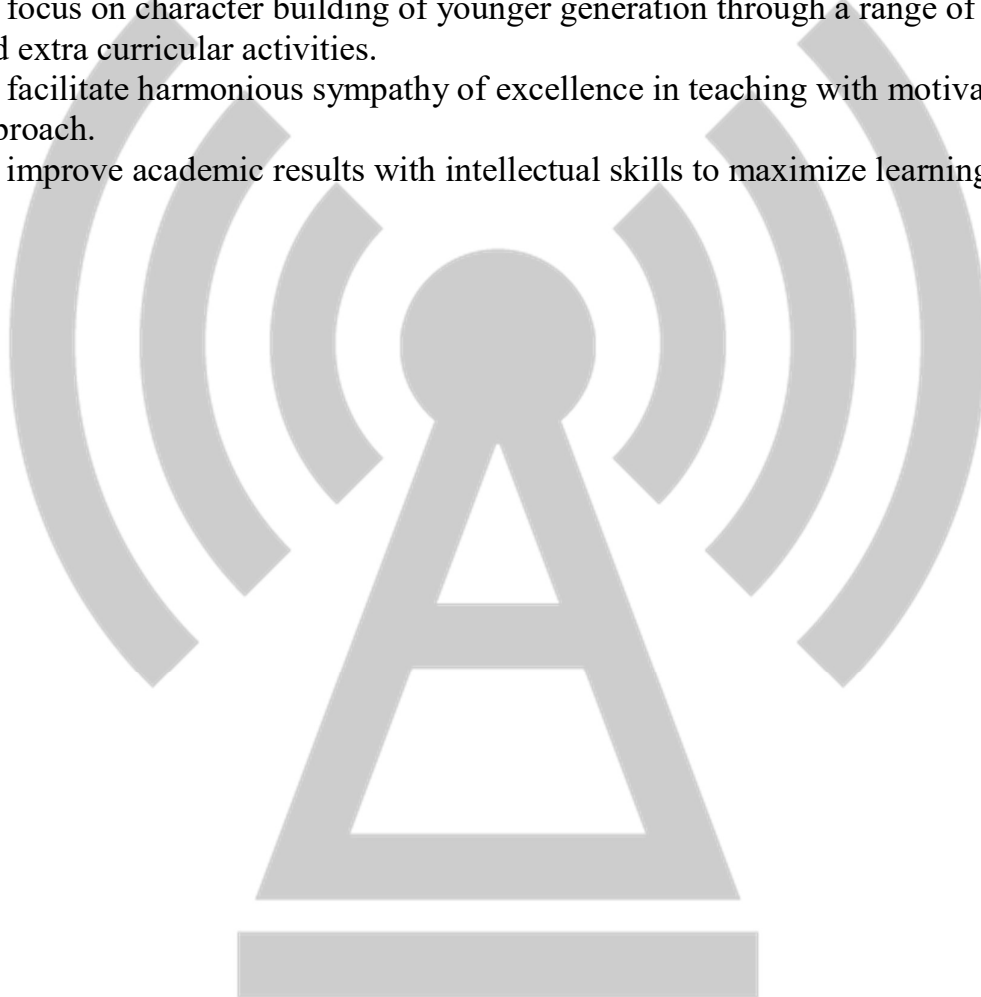 focus on character building of younger generation through a range of
extra curricular activities.
facilitate harmonious sympathy of excellence in teaching with
improve academic results with intellectual skills to maximize learning